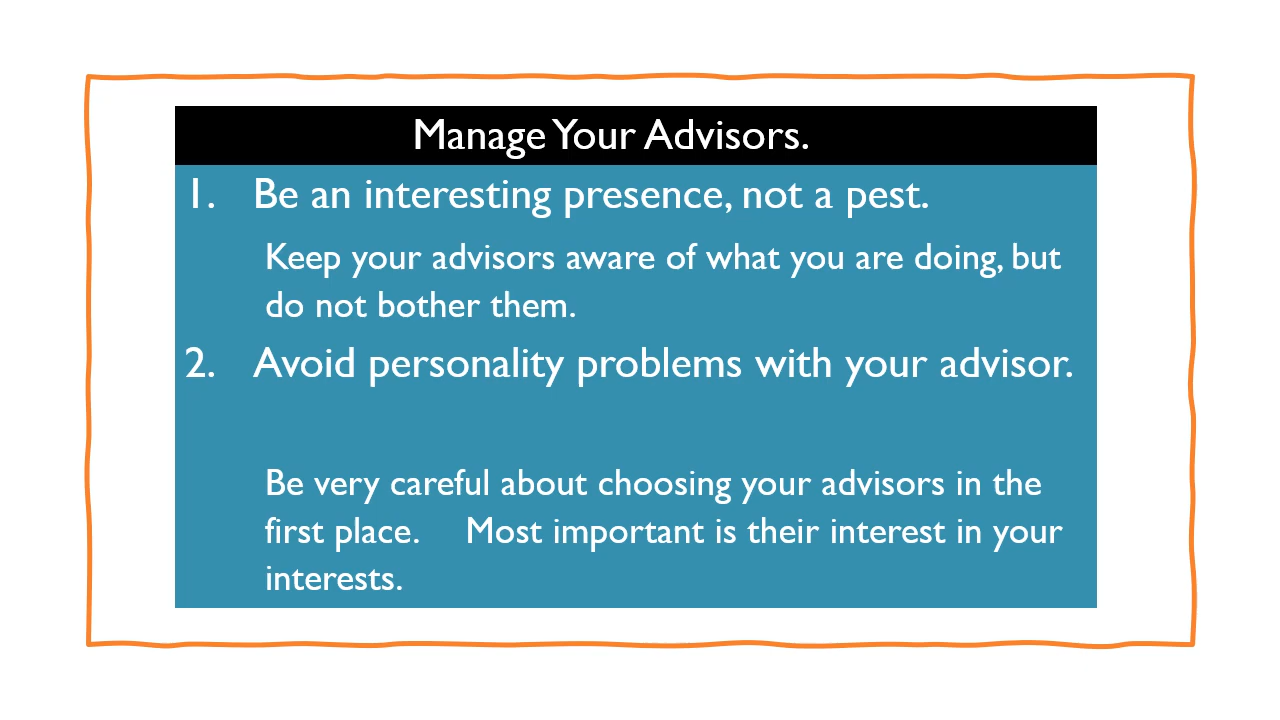 Manage Your Advisors.
1. Be an interesting presence, not a pest.
Keep your advisors aware of what you are doing, but
do not bother them.
2. Avoid personality problems with your advisor.
Be very careful about choosing your advisors in the
first place. Most important is their interest in your
interests.